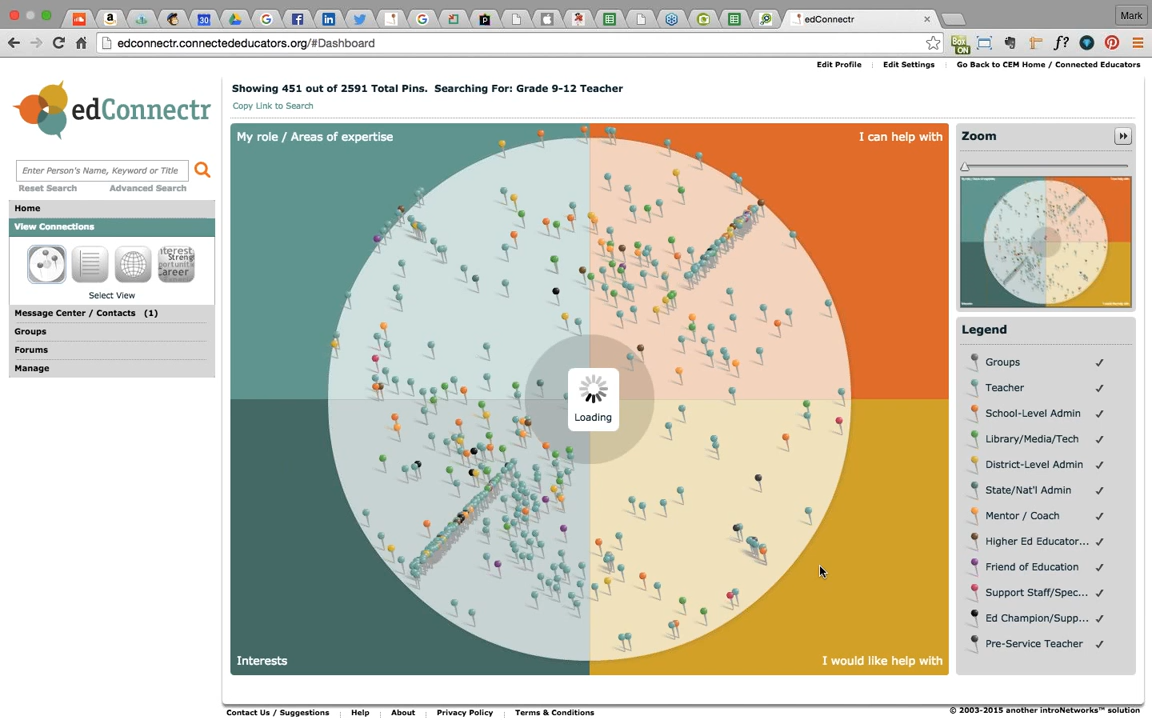 Mark
edConnectr
edconnectr.connectededucators.org/#Dashboard
30
ON
f?
Edit Profile
Edit Settings
Go Back to CEM Home / Connected Educators
edConnectr
Showing 451 out of 2591 Total Pins. Searching For: Grade 9-12 Teacher
Copy Link to Search
Enter Person's Name, Keyword or Title
Reset Search
Advanced Search
Home
View Connections
Select View
Message Center / Contacts (1)
Groups
Forums
Manage
My role / Areas of expertise
I can help with
Loading
Interests
I would like help with
Zoom
Legend
Groups
Teacher
School-Level Admin
Library/Media/Tech
District-Level Admin
State/Nat'l Admin
Mentor / Coach
Higher Ed Educator...
Friend of Education
Support Staff/Spec...
Ed Champion/Supp...
Pre-Service Teacher
Contact Us / Suggestions
Help
About
Privacy Policy
Terms & Conditions
© 2003-2015 another introNetworks™ solution